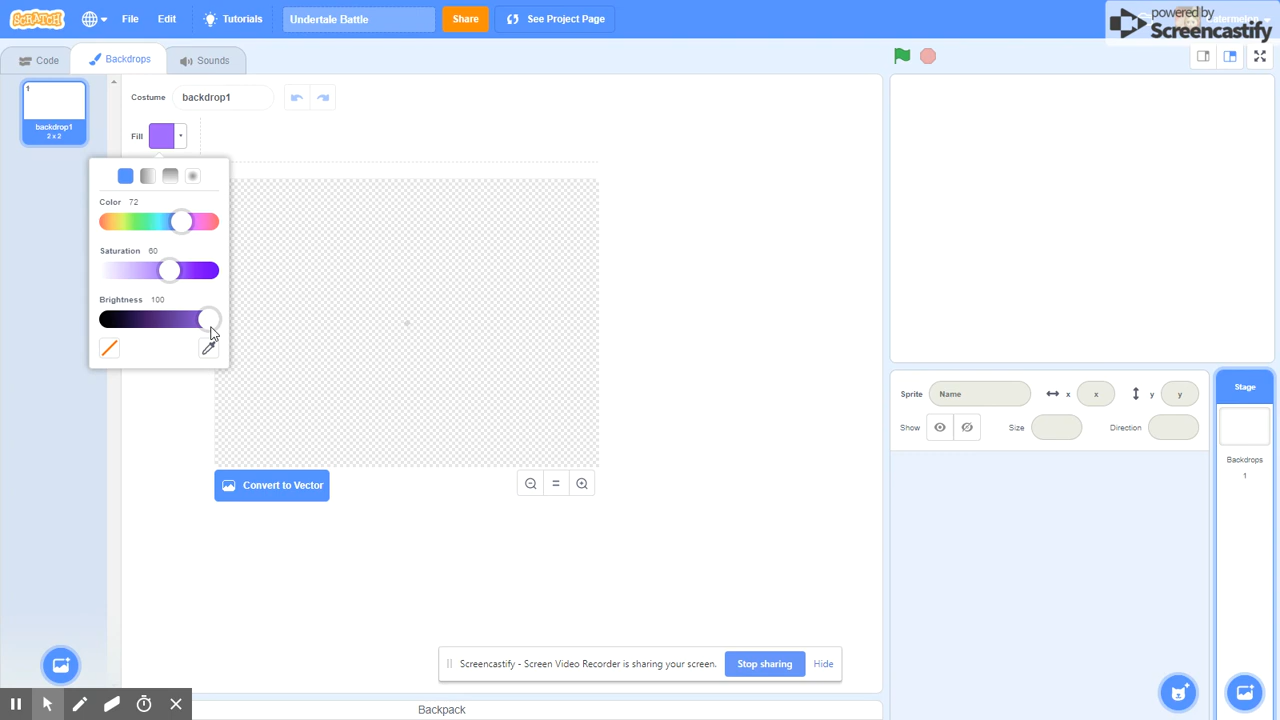 SCRATCH File Edit Tutorials Undertale Battle Share See Project Page
powered by
Screencastify
Code Backdrops Sounds
1
backdrop1
2 x 2
Costume backdrop1
Fill
Color 72
Saturation 60
Brightness 100
Convert to Vector
Sprite Name x x y y
Show Size Direction
Stage
Backdrops
1
Screencastify - Screen Video Recorder is sharing your screen. Stop sharing Hide
Backpack